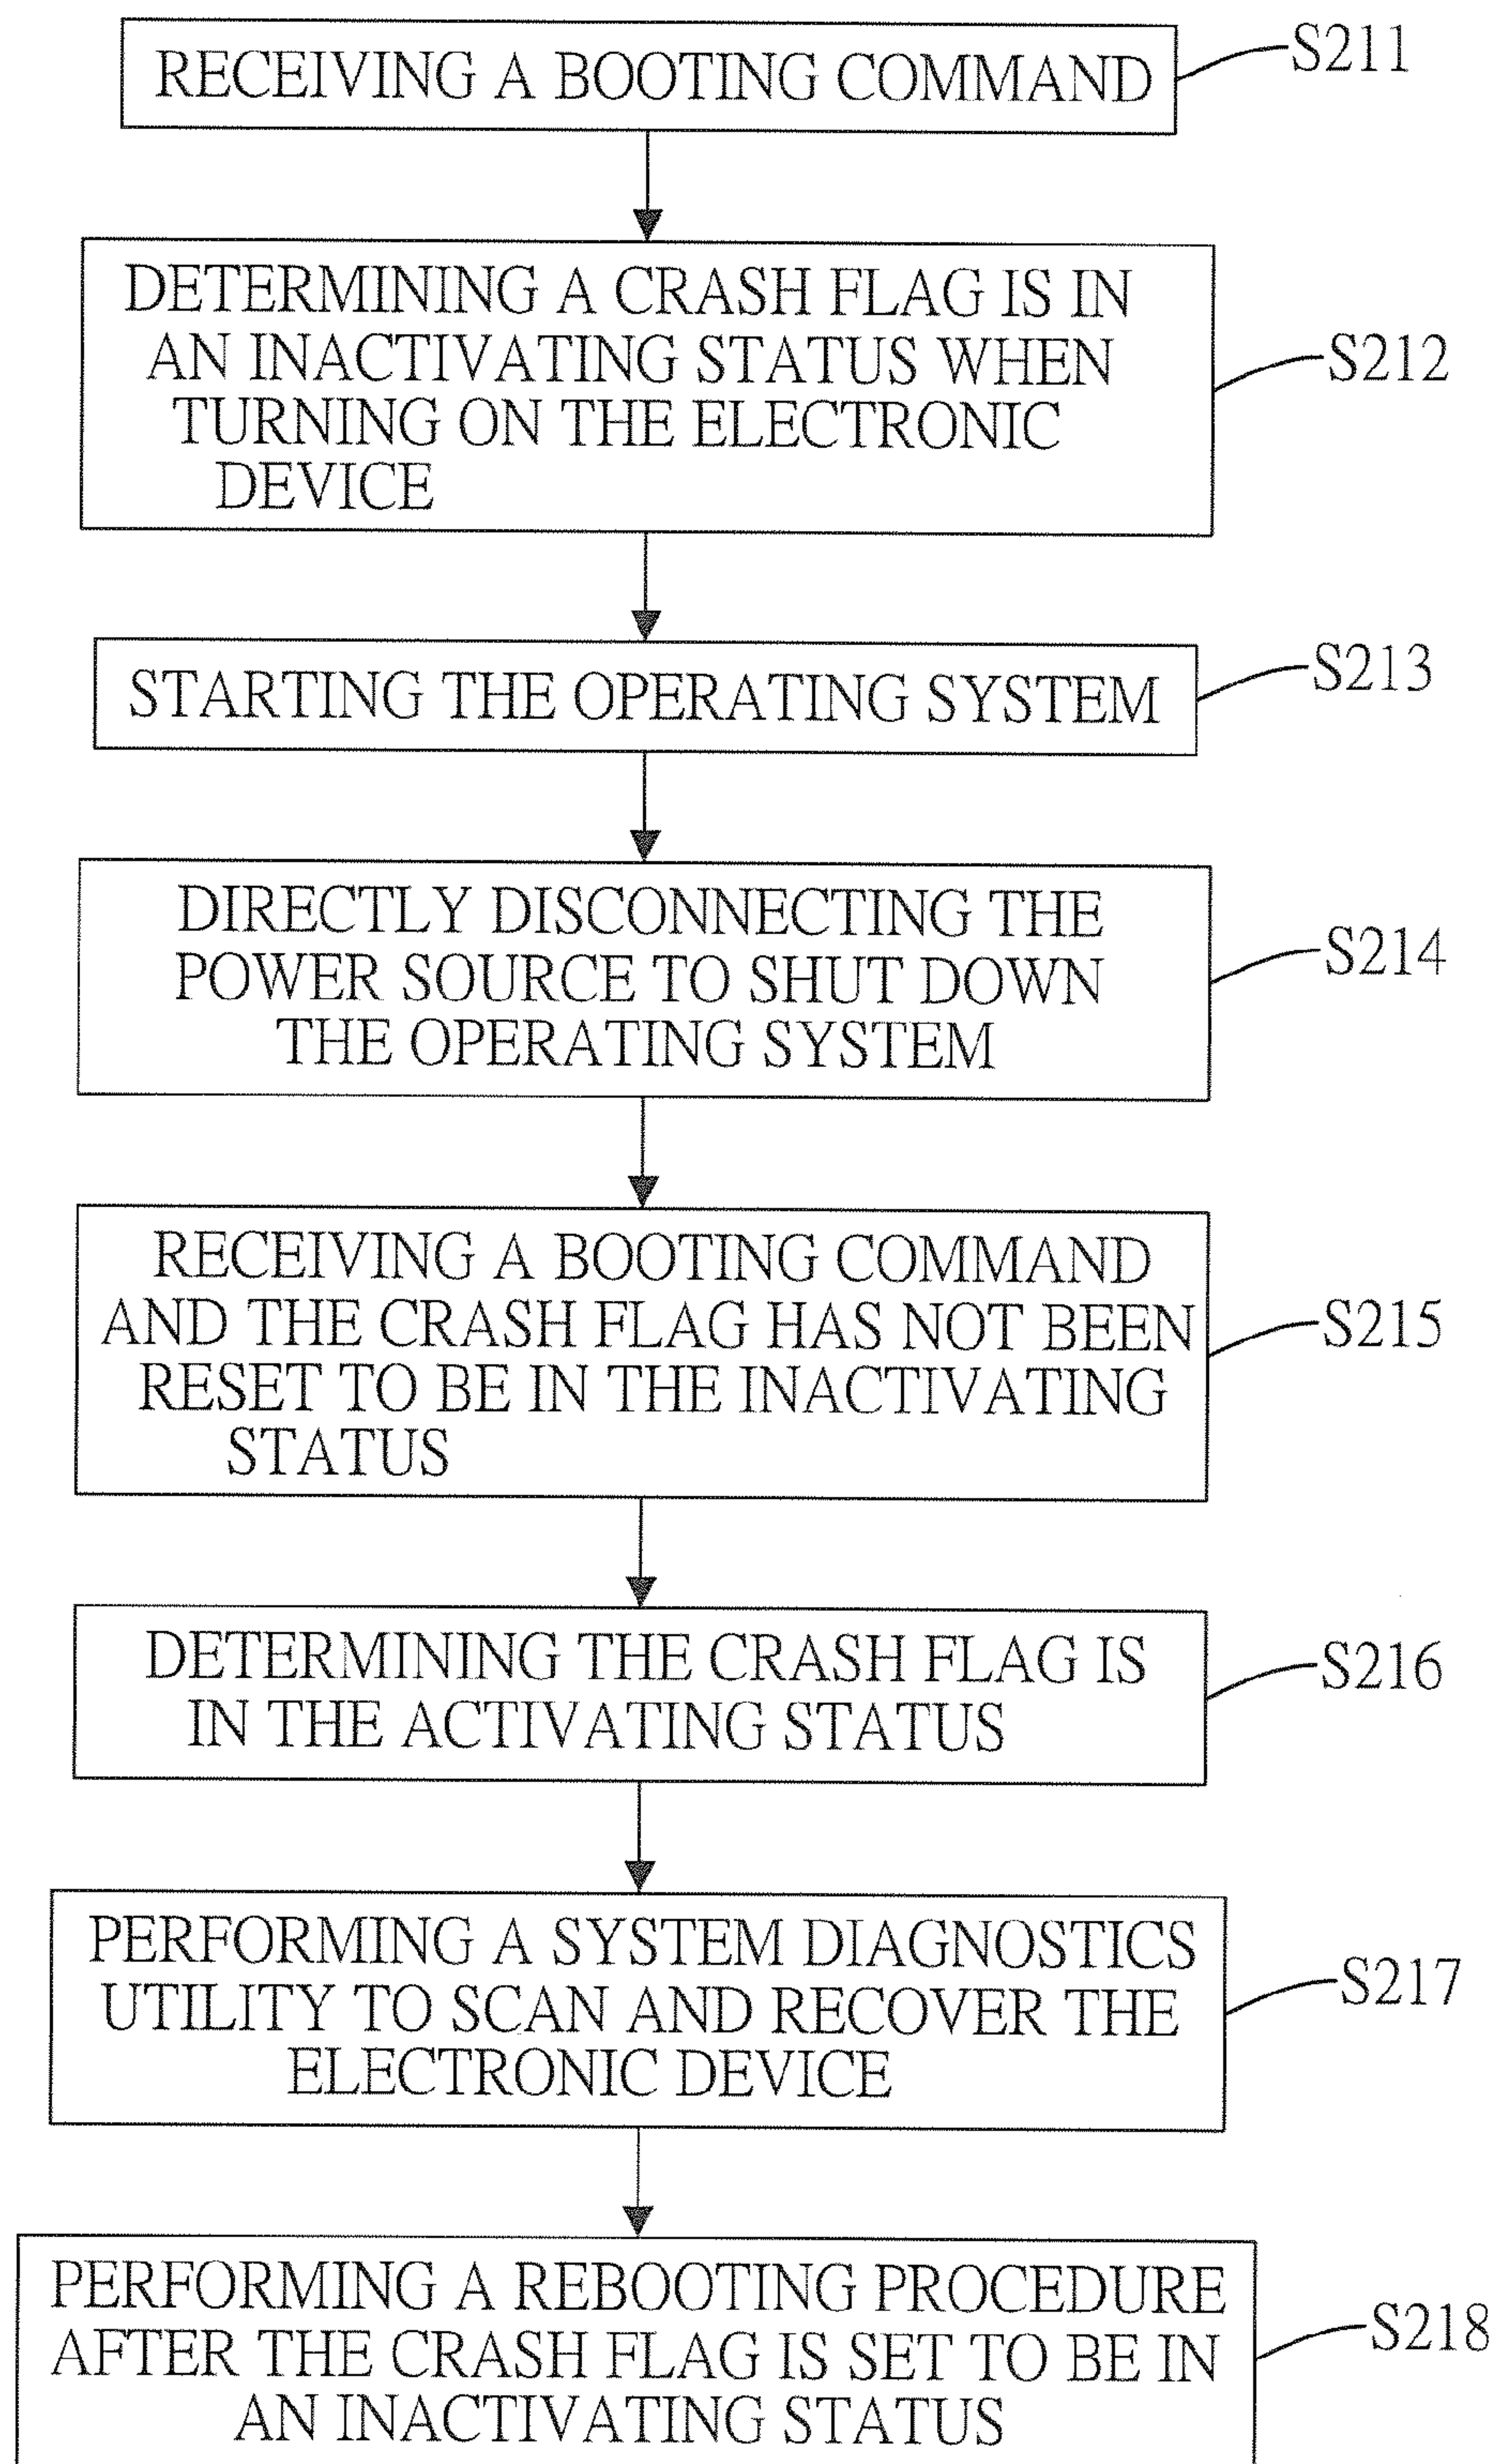 RECEIVING A BOOTING COMMAND
S211
DETERMINING A CRASH FLAG IS IN
AN INACTIVATING STATUS WHEN
TURNING ON THE ELECTRONIC
DEVICE
S212
STARTING THE OPERATING SYSTEM
S213
DIRECTLY DISCONNECTING THE
POWER SOURCE TO SHUT DOWN
THE OPERATING SYSTEM
S214
RECEIVING A BOOTING COMMAND
AND THE CRASH FLAG HAS NOT BEEN
RESET TO BE IN THE INACTIVATING
STATUS
S215
DETERMINING THE CRASH FLAG IS
IN THE ACTIVATING STATUS
S216
PERFORMING A SYSTEM DIAGNOSTICS
UTILITY TO SCAN AND RECOVER THE
ELECTRONIC DEVICE
S217
PERFORMING A REBOOTING PROCEDURE
AFTER THE CRASH FLAG IS SET TO BE IN
AN INACTIVATING STATUS
S218